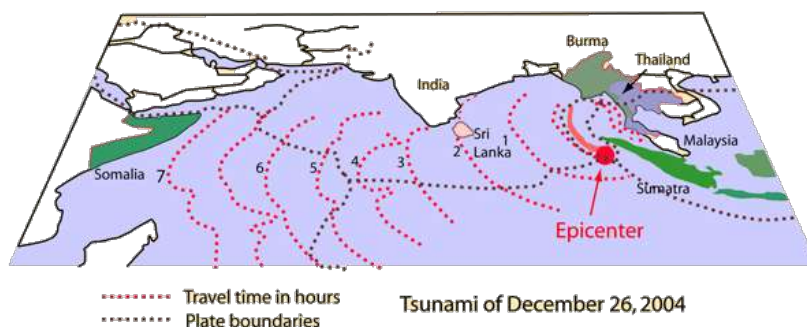 Burma
Thailand
India
Sri
Lanka
Malaysia
Somalia
7
6
5
4
3
2
1
Sumatra
Epicenter
Travel time in hours
Plate boundaries
Tsunami of December 26, 2004